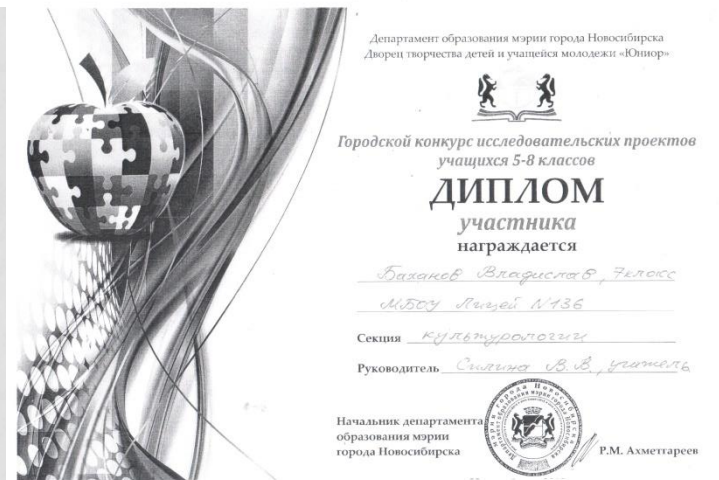 Департамент образования мэрии города Новосибирска
Дворец творчества детей и учащейся молодежи «Юниор»
Городской конкурс исследовательских проектов
учащихся 5-8 классов
ДИПЛОМ
участника
награждается
Баханов Владислав, 7класс
МБОУ Лицей N136
Секция культурологии
Руководитель Силина В.В., учитель
Начальник департамента
образования мэрии
города Новосибирска
Р.М. Ахметгареев